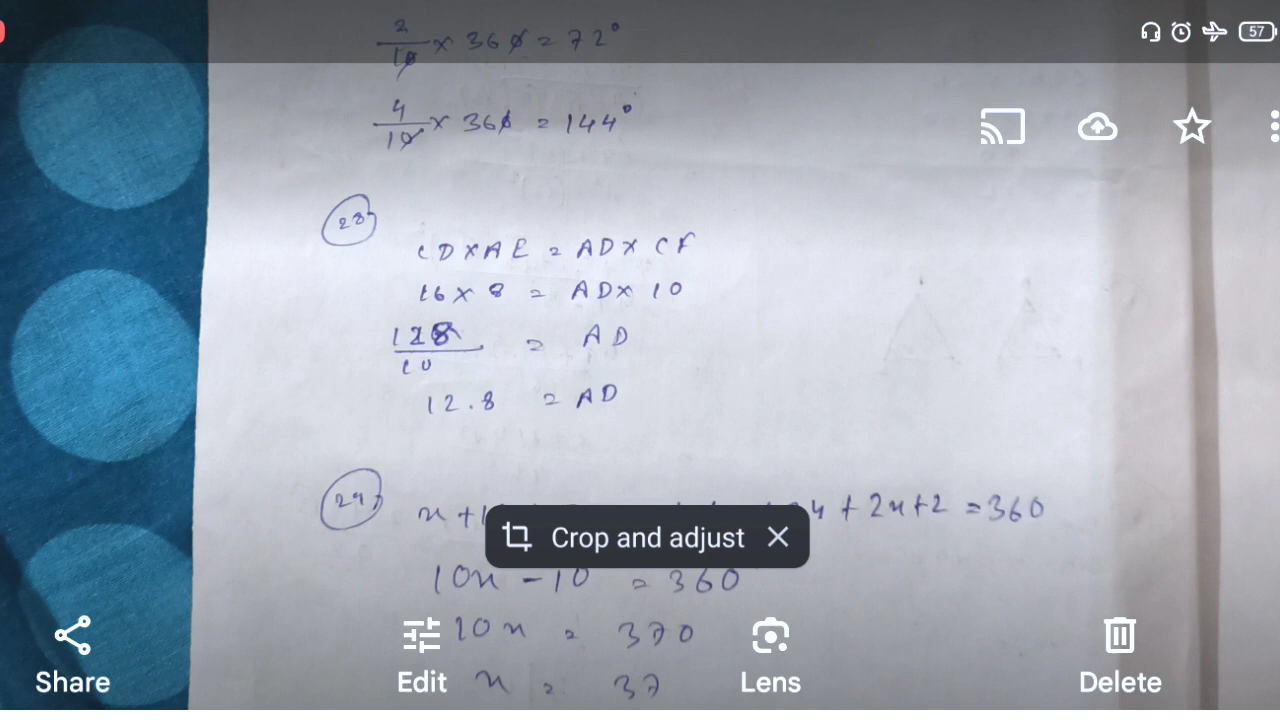 57
2/10 × 360 = 72°
4/10 × 360 = 144°
28
CD × AE = AD × CF
16 × 8 = AD × 10
128/10 = AD
12.8 = AD
29
x + 1 4 + 2x + 2 = 360
Crop and adjust ×
10x - 10 = 360
10x = 370
x = 37
Share Edit Lens Delete